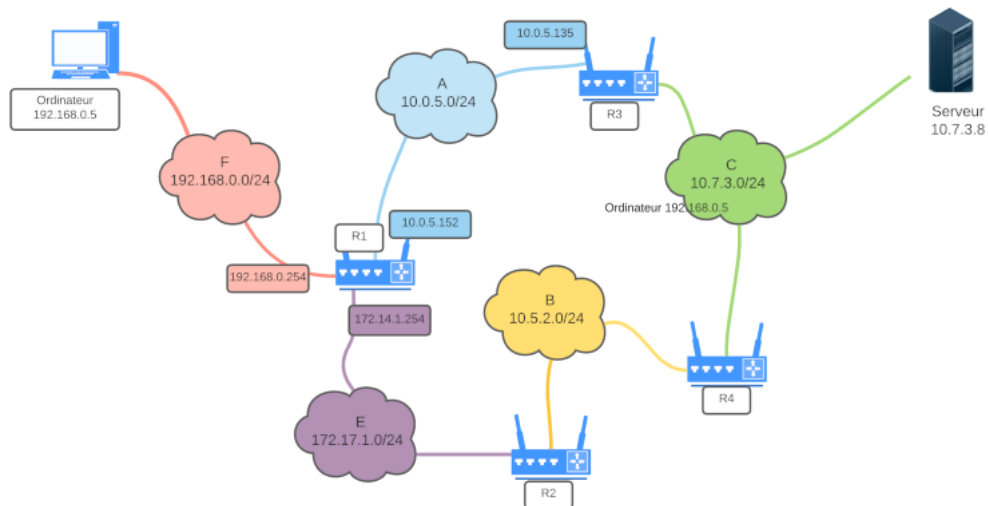 Ordinateur
192.168.0.5
F
192.168.0.0/24
A
10.0.5.0/24
10.0.5.135
R3
Serveur
10.7.3.8
C
10.7.3.0/24
Ordinateur 192.168.0.5
R1
10.0.5.152
192.168.0.254
172.14.1.254
B
10.5.2.0/24
R4
E
172.17.1.0/24
R2